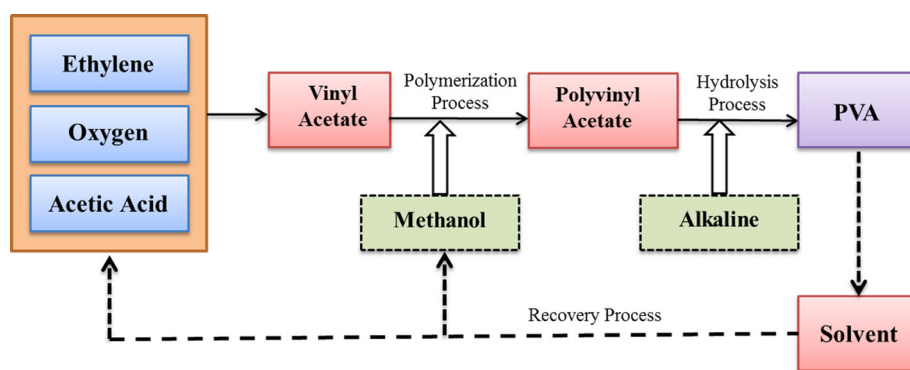 Ethylene
Oxygen
Acetic Acid
Vinyl
Acetate
Polymerization
Process
Methanol
Polyvinyl
Acetate
Hydrolysis
Process
Alkaline
PVA
Recovery Process
Solvent